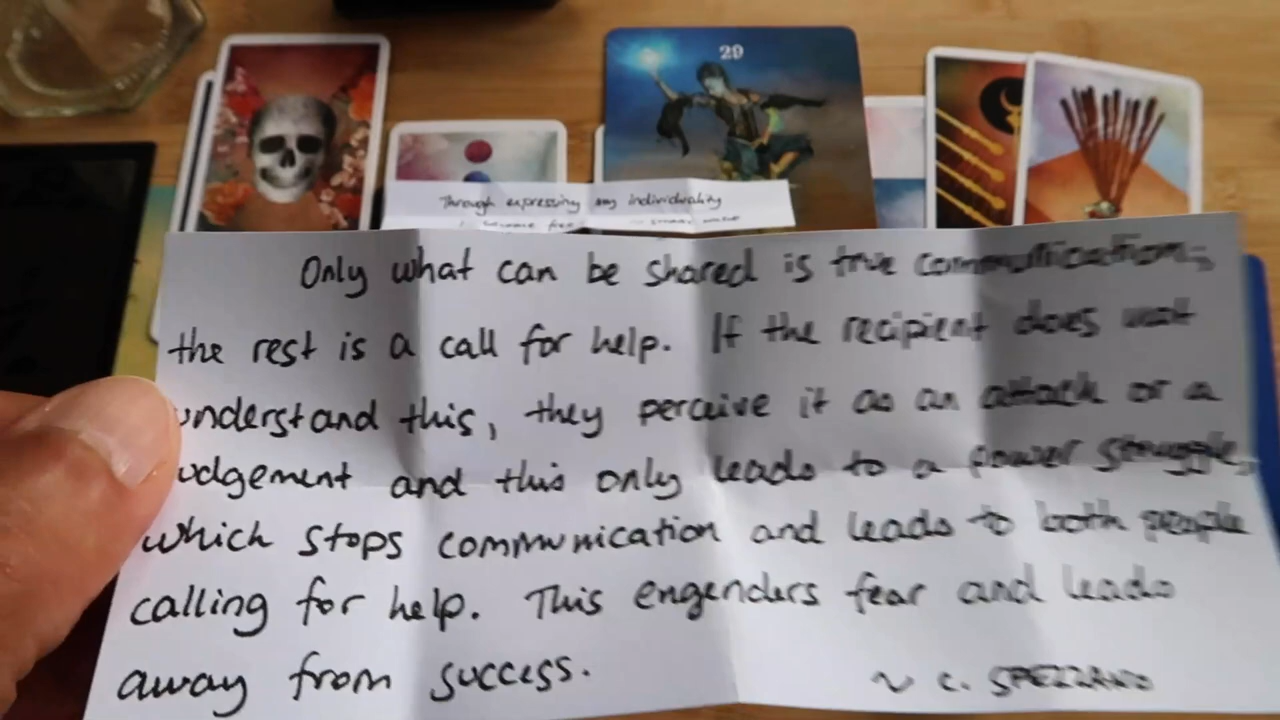 29
Through expressing my individuality
Only what can be shared is true communication;
the rest is a call for help. If the recipient does not
understand this, they perceive it as an attack or a
judgement and this only leads to a power struggle,
which stops communication and leads to both people
calling for help. This engenders fear and leads
away from success.
~ C. SPEZZANO